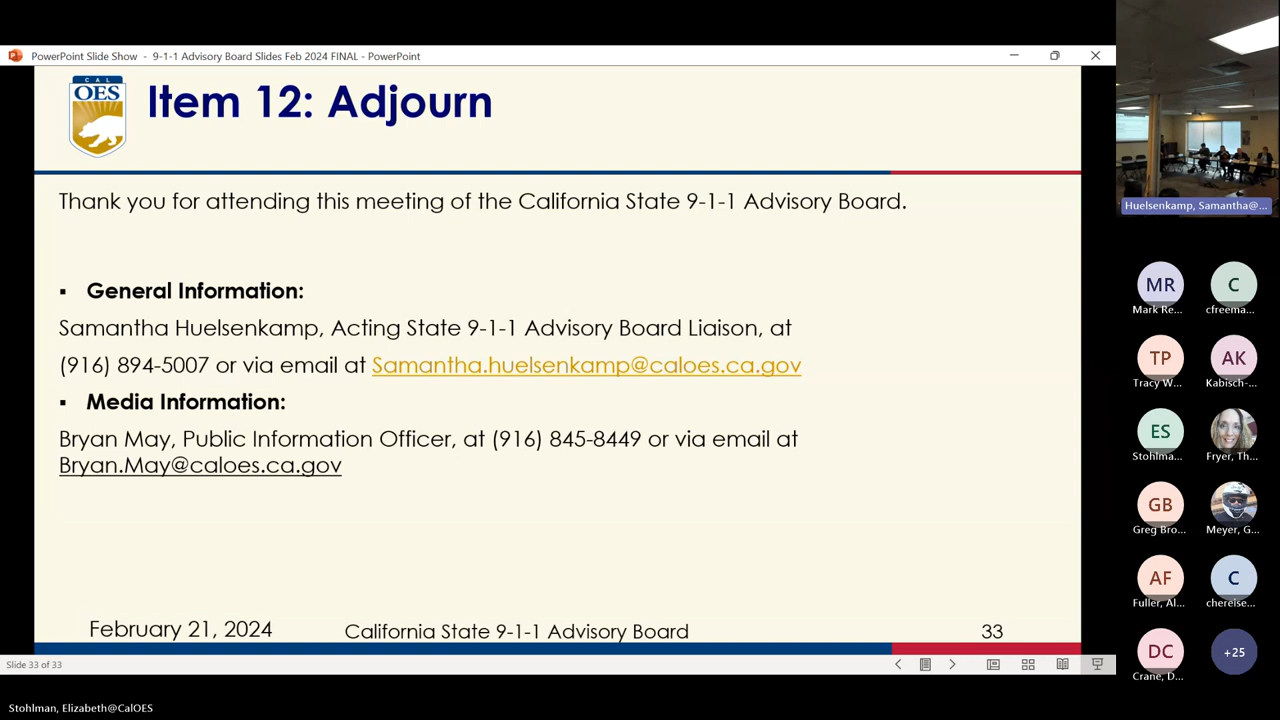 PowerPoint Slide Show - 9-1-1 Advisory Board Slides Feb 2024 FINAL - PowerPoint
CAL
OES
Item 12: Adjourn
Thank you for attending this meeting of the California State 9-1-1 Advisory Board.
▪ General Information:
Samantha Huelsenkamp, Acting State 9-1-1 Advisory Board Liaison, at
(916) 894-5007 or via email at Samantha.huelsenkamp@caloes.ca.gov
▪ Media Information:
Bryan May, Public Information Officer, at (916) 845-8449 or via email at
Bryan.May@caloes.ca.gov
February 21, 2024
California State 9-1-1 Advisory Board
33
Slide 33 of 33
Stohlman, Elizabeth@CalOES
Huelsenkamp, Samantha@...
MR
Mark Re...
C
cfreema...
TP
Tracy W...
AK
Kabisch-...
ES
Stohlma...
Fryer, Th...
GB
Greg Bro...
Meyer, G...
AF
Fuller, Al...
C
chereise...
DC
Crane, D...
+25